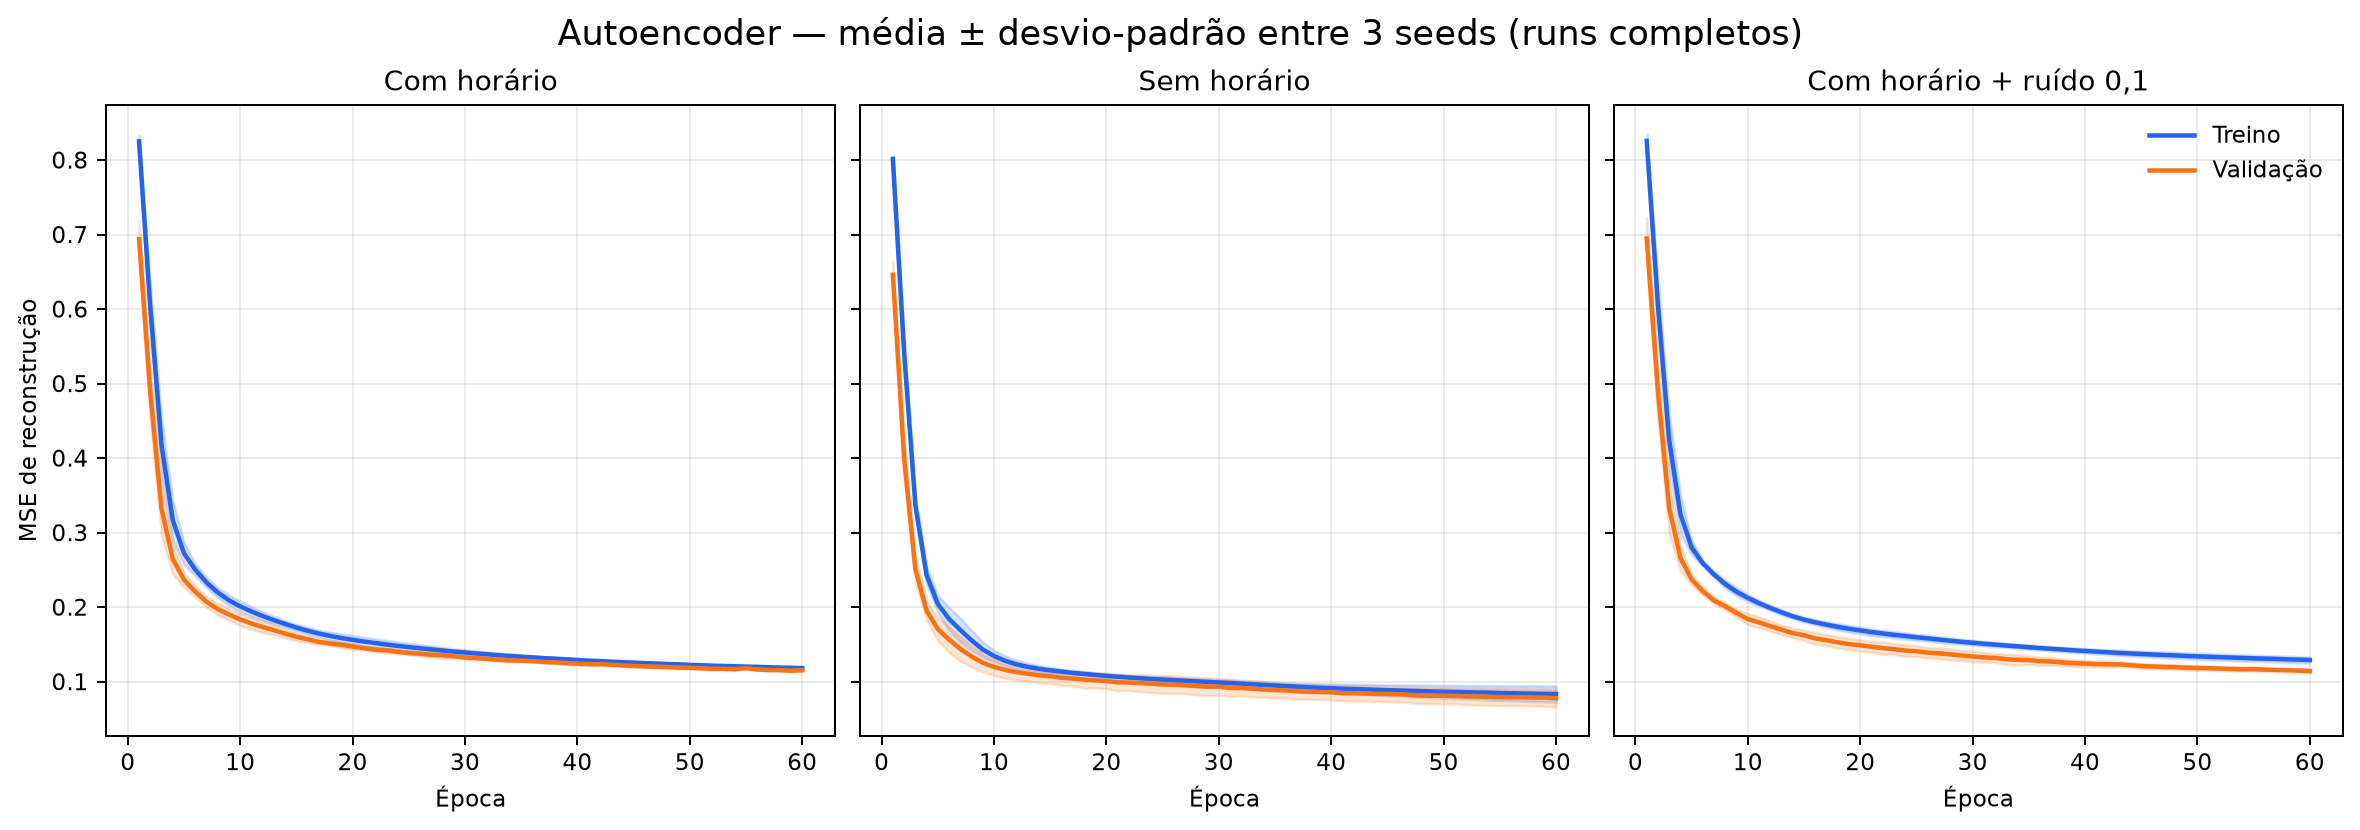 Autoencoder — média ± desvio-padrão entre 3 seeds (runs completos)
Com horário
Sem horário
Com horário + ruído 0,1
Treino
Validação
MSE de reconstrução
0.8
0.7
0.6
0.5
0.4
0.3
0.2
0.1
0 10 20 30 40 50 60
0 10 20 30 40 50 60
0 10 20 30 40 50 60
Época
Época
Época